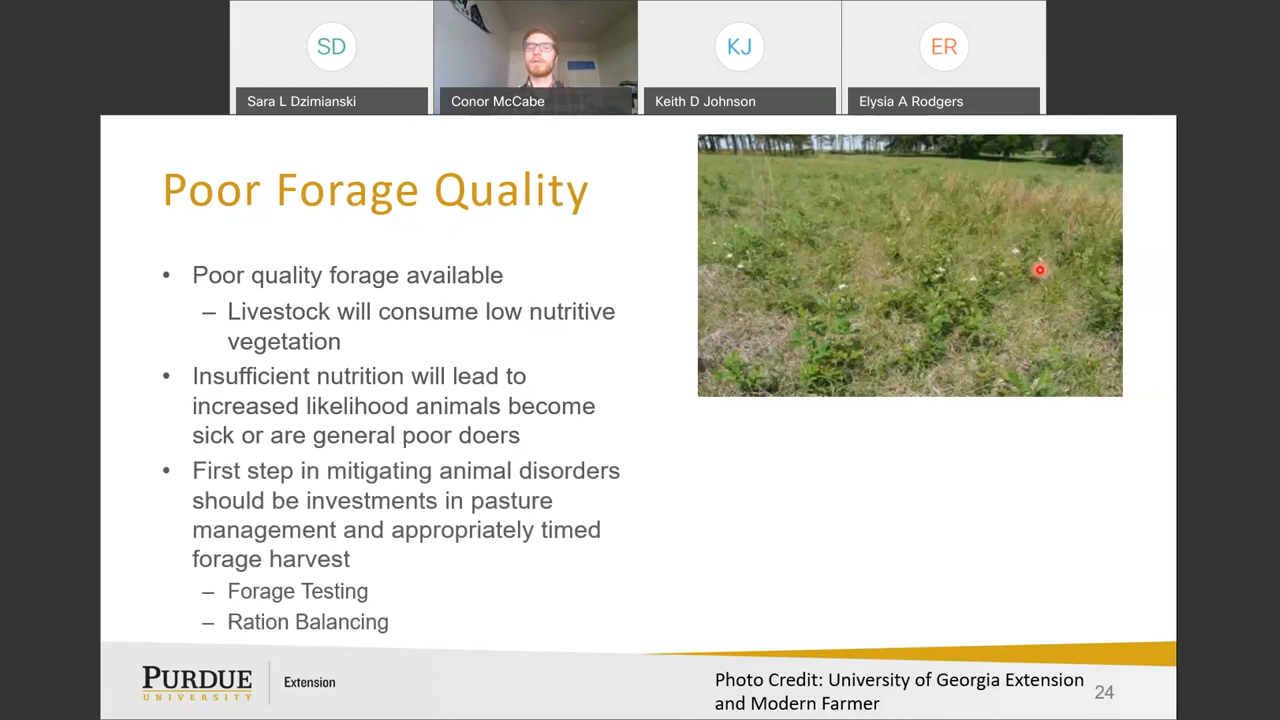 SD
KJ
ER
Sara L Dzimianski
Conor McCabe
Keith D Johnson
Elysia A Rodgers
Poor Forage Quality
• Poor quality forage available
– Livestock will consume low nutritive
vegetation
• Insufficient nutrition will lead to
increased likelihood animals become
sick or are general poor doers
• First step in mitigating animal disorders
should be investments in pasture
management and appropriately timed
forage harvest
– Forage Testing
– Ration Balancing
PURDUE
UNIVERSITY
Extension
Photo Credit: University of Georgia Extension
and Modern Farmer
24